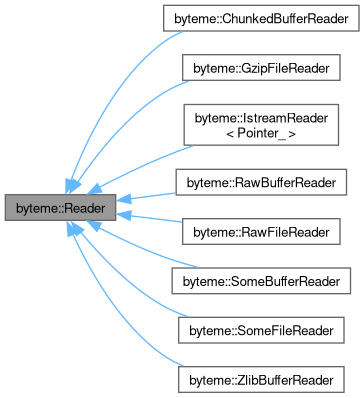 byteme::ChunkedBufferReader
byteme::GzipFileReader
byteme::IstreamReader
< Pointer_ >
byteme::RawBufferReader
byteme::Reader
byteme::RawFileReader
byteme::SomeBufferReader
byteme::SomeFileReader
byteme::ZlibBufferReader